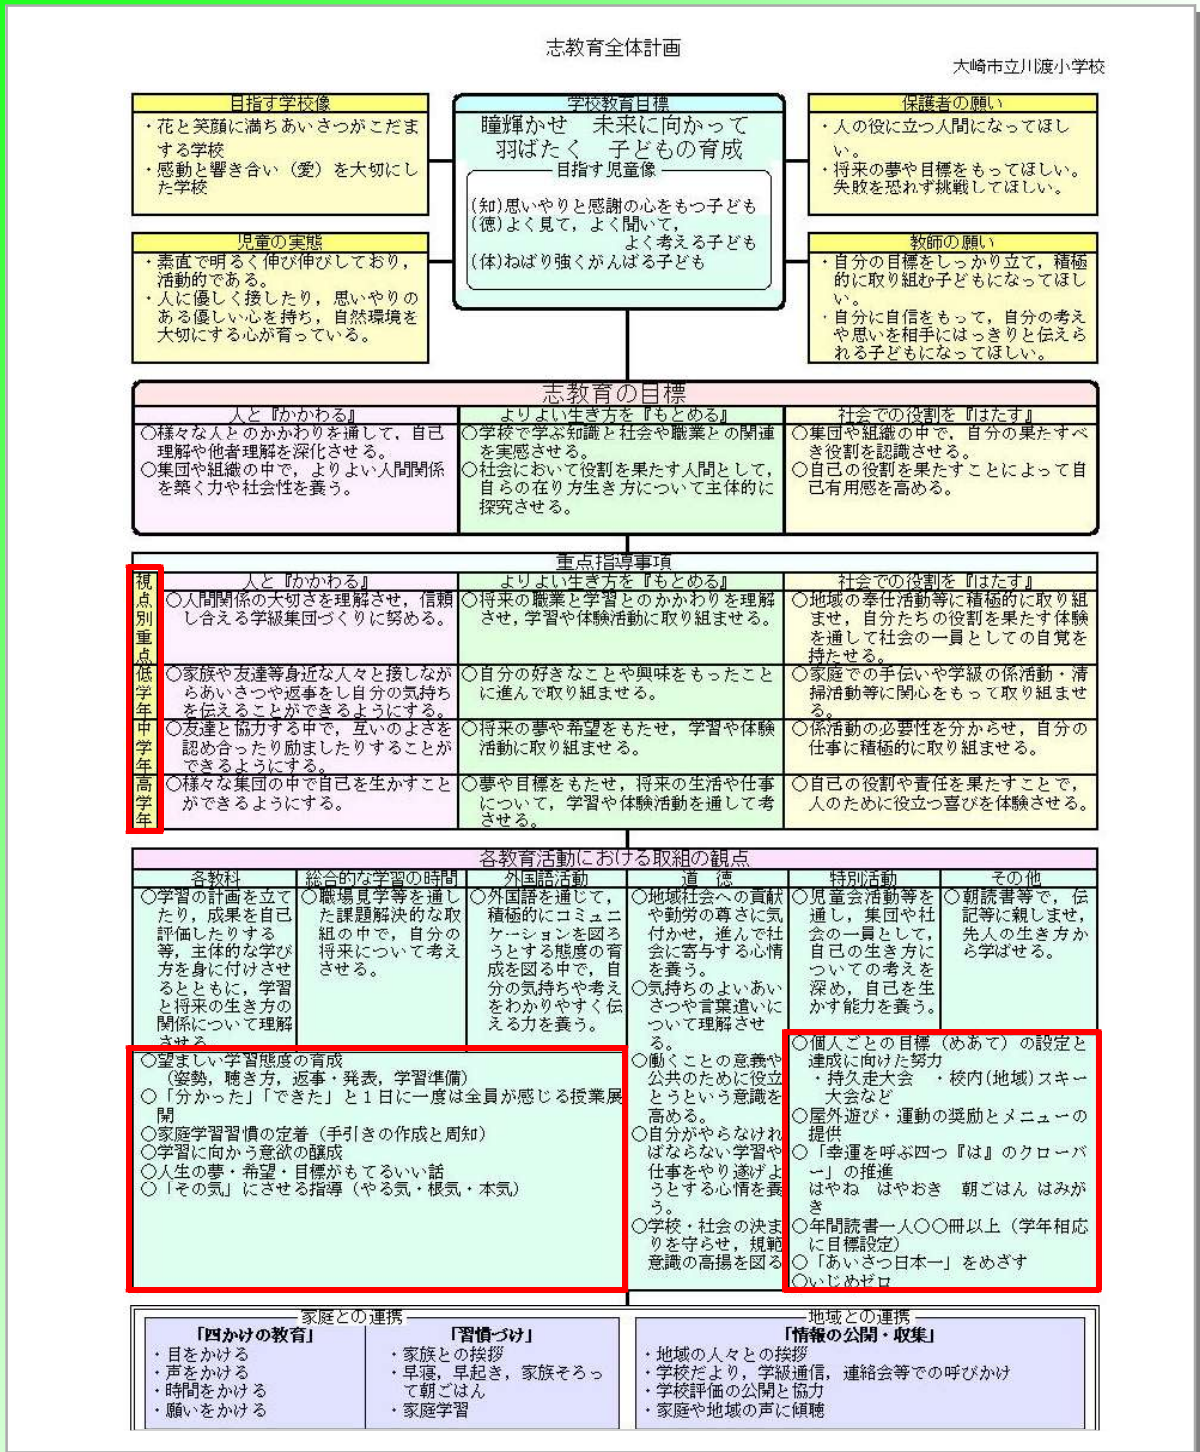 志教育全体計画
大崎市立川渡小学校
目指す学校像
・花と笑顔に満ちあいさつがこだま
する学校
・感動と響き合い（愛）を大切にし
た学校
児童の実態
・素直で明るく伸び伸びしており，
活動的である。
・人に優しく接したり，思いやりの
ある優しい心を持ち，自然環境を
大切にする心が育っている。
学校教育目標
瞳輝かせ　未来に向かって
羽ばたく　子どもの育成
目指す児童像
(知)思いやりと感謝の心をもつ子ども
(徳)よく見て，よく聞いて，
よく考える子ども
(体)ねばり強くがんばる子ども
保護者の願い
・人の役に立つ人間になってほし
い。
・将来の夢や目標をもってほしい。
失敗を恐れず挑戦してほしい。
教師の願い
・自分の目標をしっかり立て，積極
的に取り組む子どもになってほし
い。
・自分に自信をもって，自分の考え
や思いを相手にはっきりと伝えら
れる子どもになってほしい。
志教育の目標
人と『かかわる』
○様々な人とのかかわりを通して，自己
理解や他者理解を深化させる。
○集団や組織の中で，よりよい人間関係
を築く力や社会性を養う。
よりよい生き方を『もとめる』
○学校で学ぶ知識と社会や職業との関連
を実感させる。
○社会において役割を果たす人間として，
自らの在り方生き方について主体的に
探究させる。
社会での役割を『はたす』
○集団や組織の中で，自分の果たすべ
き役割を認識させる。
○自己の役割を果たすことによって自
己有用感を高める。
重点指導事項
人と『かかわる』
よりよい生き方を『もとめる』
社会での役割を『はたす』
視点別重点
○人間関係の大切さを理解させ，信頼
し合える学級集団づくりに努める。
○将来の職業と学習とのかかわりを理解
させ，学習や体験活動に取り組ませる。
○地域の奉仕活動等に積極的に取り組
ませ，自分たちの役割を果たす体験
を通して社会の一員としての自覚を
持たせる。
低学年
○家族や友達等身近な人々と接しなが
らあいさつや返事をし自分の気持ち
を伝えることができるようにする。
○自分の好きなことや興味をもったこと
に進んで取り組ませる。
○家庭での手伝いや学級の係活動・清
掃活動等に関心をもって取り組ませ
る。
中学年
○友達と協力する中で，互いのよさを
認め合ったり励ましたりすることが
できるようにする。
○将来の夢や希望をもたせ，学習や体験
活動に取り組ませる。
○係活動の必要性を分からせ，自分の
仕事に積極的に取り組ませる。
高学年
○様々な集団の中で自己を生かすこと
ができるようにする。
○夢や目標をもたせ，将来の生活や仕事
について，学習や体験活動を通して考
させる。
○自己の役割や責任を果たすことで，
人のために役立つ喜びを体験させる。
各教育活動における取組の観点
各教科
○学習の計画を立て
たり，成果を自己
評価したりする
等，主体的な学び
方を身に付けさせ
るとともに，学習
と将来の生き方の
関係について理解
させる。
総合的な学習の時間
○職場見学等を通し
た課題解決的な取
組の中で，自分の
将来について考え
させる。
外国語活動
○外国語を通じて，
積極的にコミュニ
ケーションを図ろ
うとする態度の育
成を図る中で，自
分の気持ちや考え
をわかりやすく伝
える力を養う。
○望ましい学習態度の育成
（姿勢，聴き方，返事・発表，学習準備）
○「分かった」「できた」と１日に一度は全員が感じる授業展
開
○家庭学習習慣の定着（手引きの作成と周知）
○学習に向かう意欲の醸成
○人生の夢・希望・目標がもてるいい話
○「その気」にさせる指導（やる気・根気・本気）
道　徳
○地域社会への貢献
や勤労の尊さに気
付かせ，進んで社
会に寄与する心情
を養う。
○気持ちのよいあい
さつや言葉遣いに
ついて理解させ
る。
○働くことの意義や
公共のために役立
とうという意識を
高める。
○自分がやらなけれ
ばならない学習や
仕事をやり遂げよ
うとする心情を養
う。
○学校・社会の決ま
りを守らせ，規範
意識の高揚を図る
特別活動
○児童会活動等を
通し，集団や社
会の一員として，
自己の生き方に
ついての考えを
深め，自己を生
かす能力を養う。
その他
○朝読書等で，伝
記等に親しませ，
先人の生き方か
ら学ばせる。
○個人ごとの目標（めあて）の設定と
達成に向けた努力
・持久走大会　・校内(地域)スキー
大会など
○屋外遊び・運動の奨励とメニューの
提供
○「幸運を呼ぶ四つ『は』のクローバ
ー」の推進
はやね　はやおき　朝ごはん　はみが
き
○年間読書一人○○冊以上（学年相応
に目標設定）
○「あいさつ日本一」をめざす
○いじめゼロ
家庭との連携
「四かけの教育」
・目をかける
・声をかける
・時間をかける
・願いをかける
「習慣づけ」
・家族との挨拶
・早寝，早起き，家族そろっ
て朝ごはん
・家庭学習
地域との連携
「情報の公開・収集」
・地域の人々との挨拶
・学校だより，学級通信，連絡会等での呼びかけ
・学校評価の公開と協力
・家庭や地域の声に傾聴